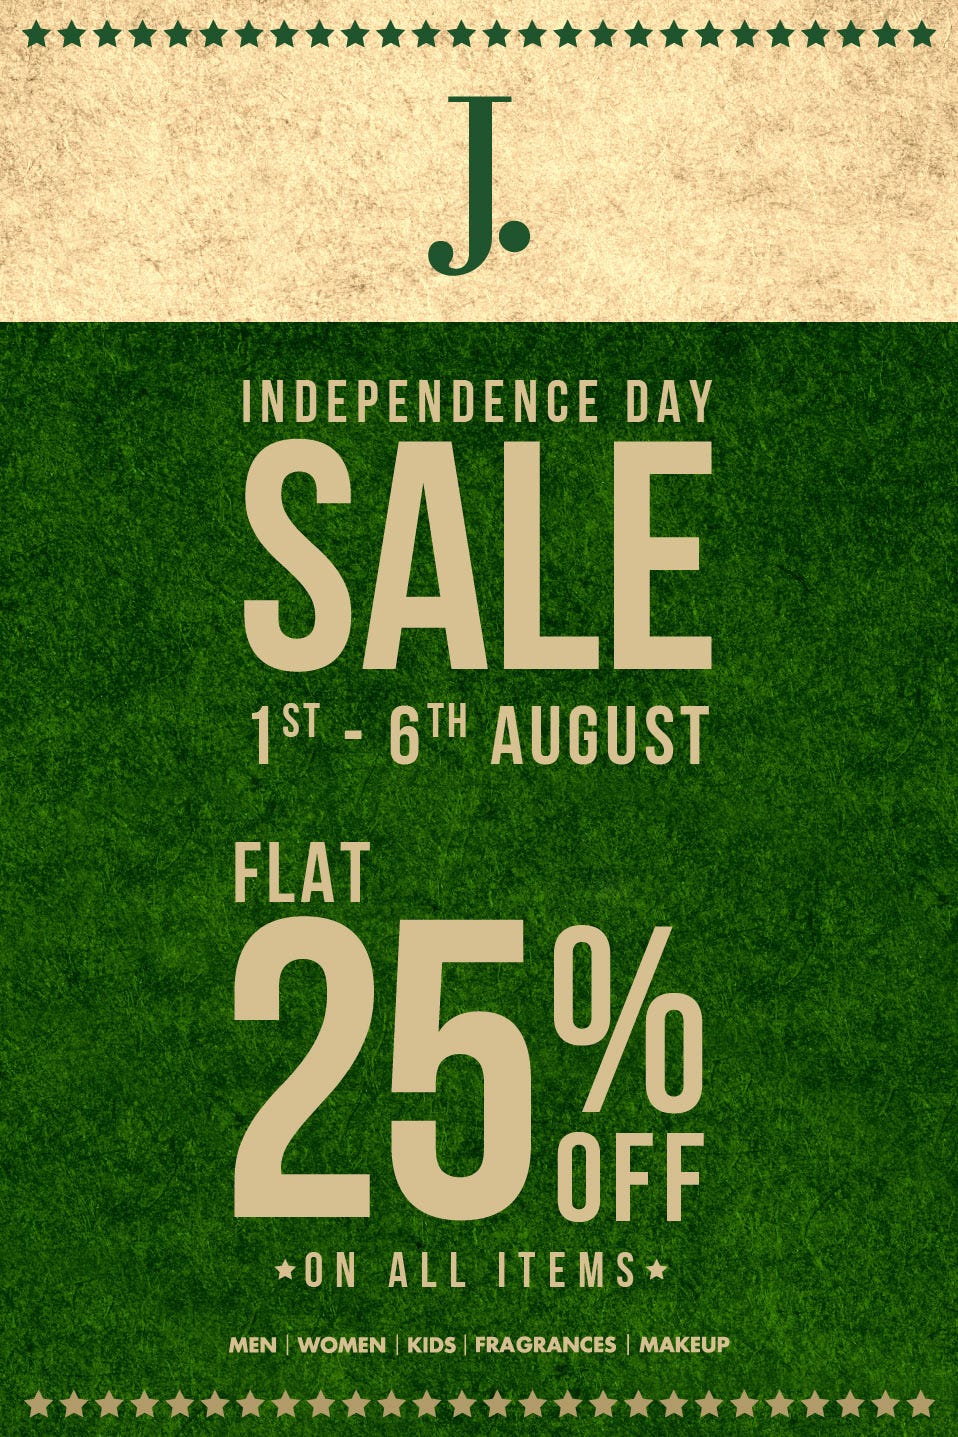 J.
INDEPENDENCE DAY
SALE
1ST - 6TH AUGUST
FLAT
25%
OFF
ON ALL ITEMS
MEN | WOMEN | KIDS | FRAGRANCES | MAKEUP